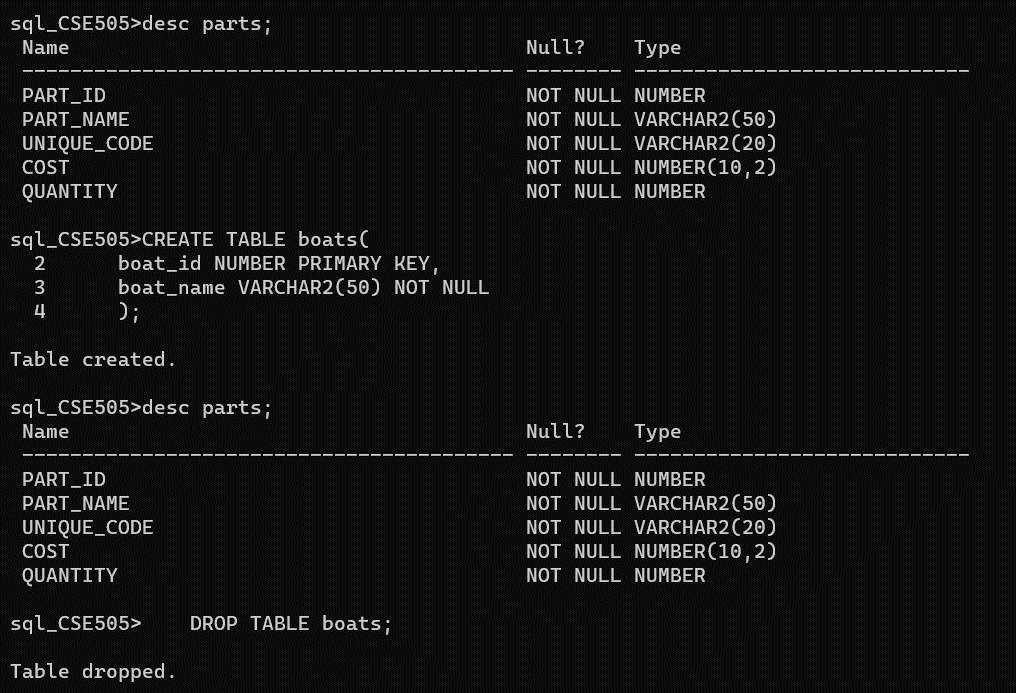 sql_CSE505>desc parts;
 Name                                      Null?    Type
 ----------------------------------------- -------- ----------------------------
 PART_ID                                   NOT NULL NUMBER
 PART_NAME                                 NOT NULL VARCHAR2(50)
 UNIQUE_CODE                               NOT NULL VARCHAR2(20)
 COST                                      NOT NULL NUMBER(10,2)
 QUANTITY                                  NOT NULL NUMBER

sql_CSE505>CREATE TABLE boats(
  2      boat_id NUMBER PRIMARY KEY,
  3      boat_name VARCHAR2(50) NOT NULL
  4      );

Table created.

sql_CSE505>desc parts;
 Name                                      Null?    Type
 ----------------------------------------- -------- ----------------------------
 PART_ID                                   NOT NULL NUMBER
 PART_NAME                                 NOT NULL VARCHAR2(50)
 UNIQUE_CODE                               NOT NULL VARCHAR2(20)
 COST                                      NOT NULL NUMBER(10,2)
 QUANTITY                                  NOT NULL NUMBER

sql_CSE505>    DROP TABLE boats;

Table dropped.